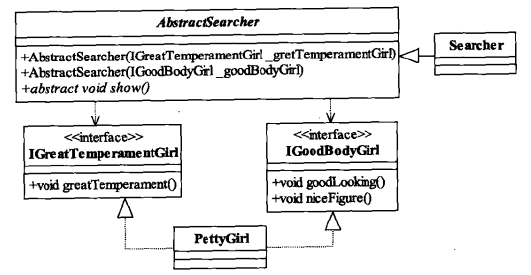 AbstractSearcher
+AbstractSearcher(IGreatTemperamentGirl _gretTemperamentGirl)
+AbstractSearcher(IGoodBodyGirl _goodBodyGirl)
+abstract void show()
Searcher
<<interface>>
IGreatTemperamentGirl
+void greatTemperament()
<<interface>>
IGoodBodyGirl
+void goodLooking()
+void niceFigure()
PettyGirl